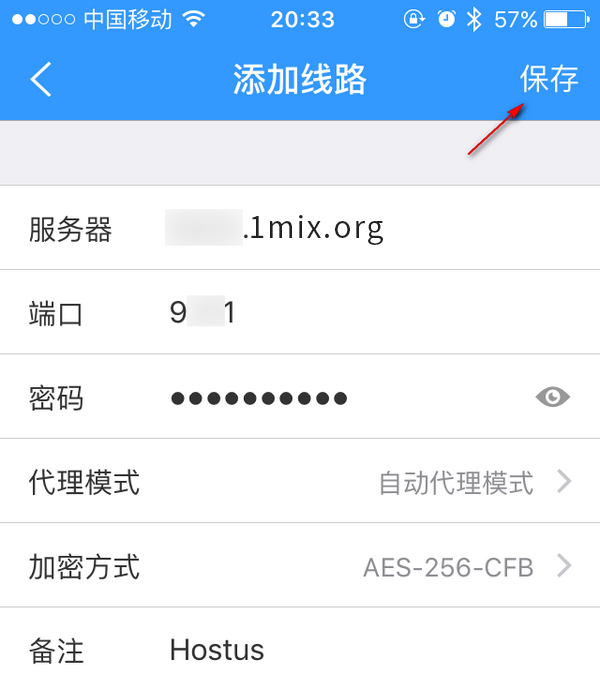 中国移动 20:33 57%
添加线路 保存
服务器 .1mix.org
端口 9 1
密码 ●●●●●●●●●●
代理模式 自动代理模式
加密方式 AES-256-CFB
备注 Hostus